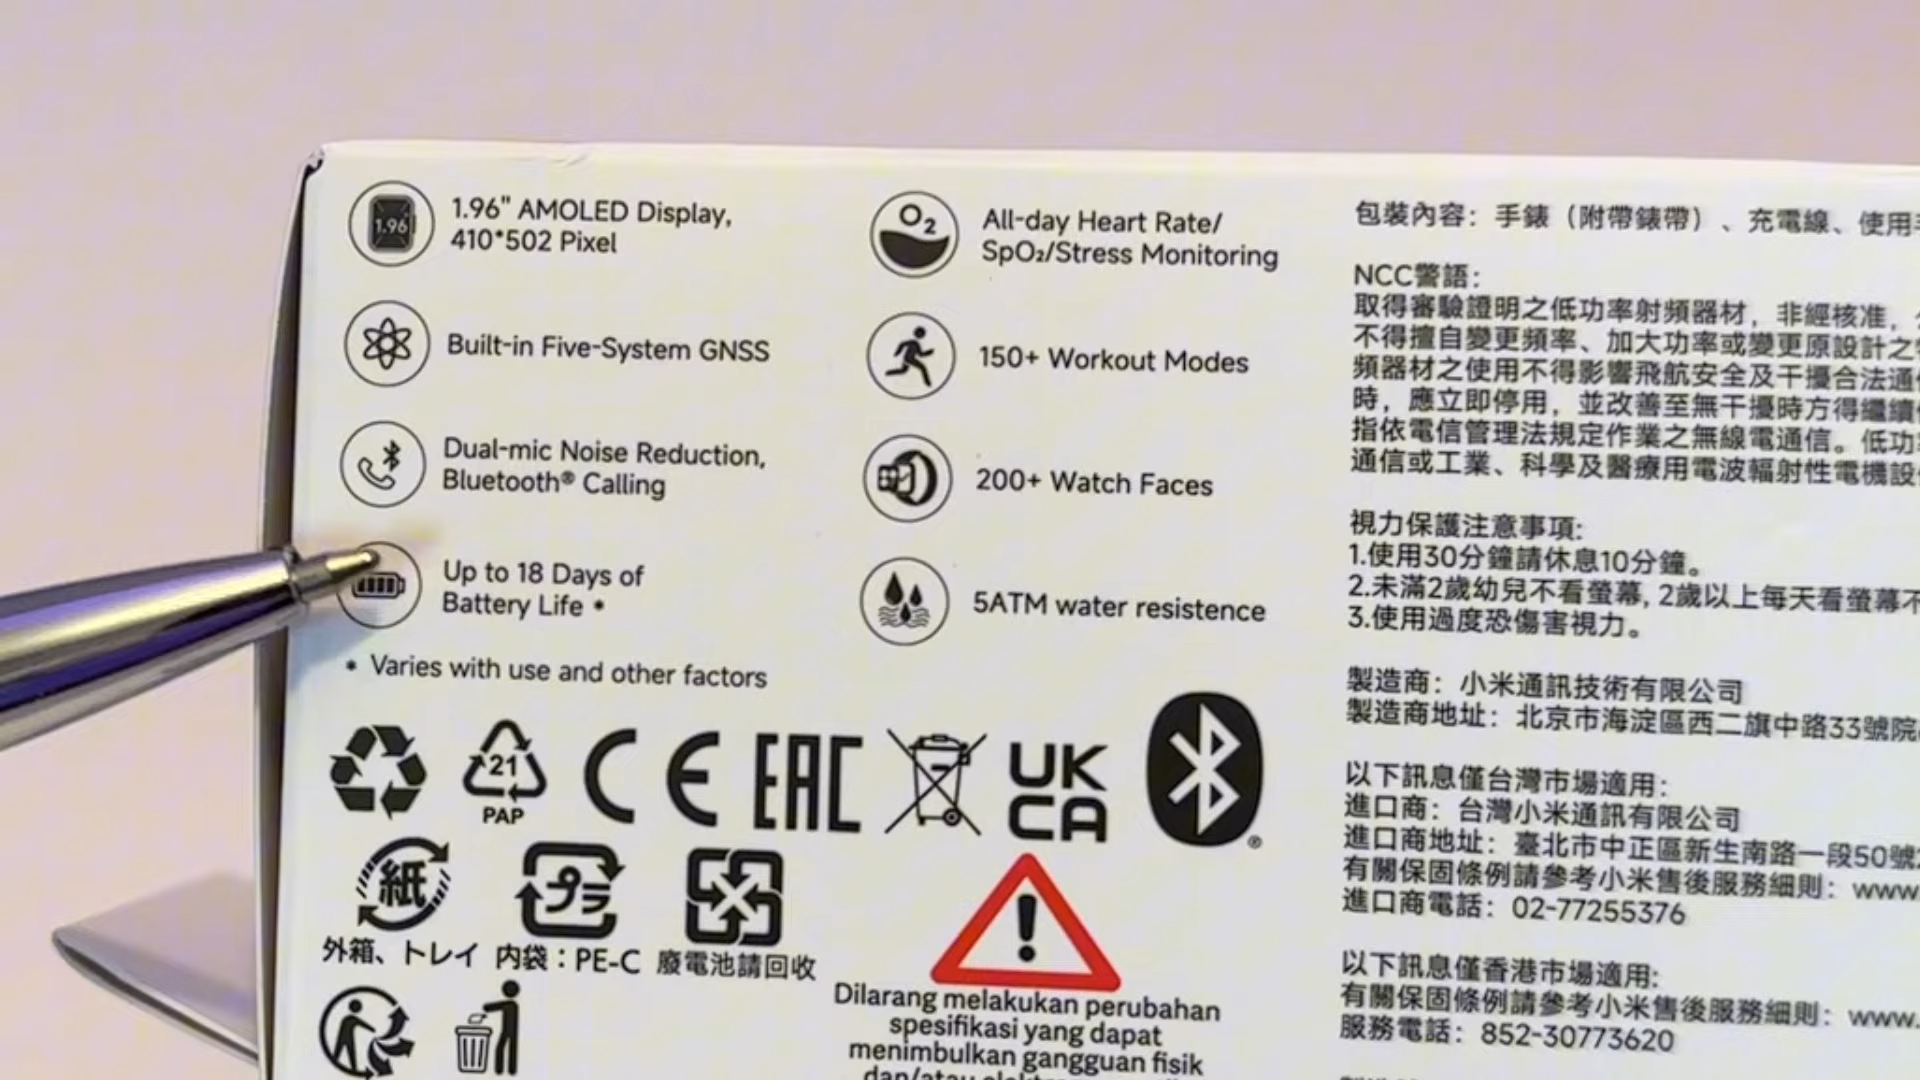 1.96
1.96" AMOLED Display,
410*502 Pixel
Built-in Five-System GNSS
Dual-mic Noise Reduction,
Bluetooth® Calling
Up to 18 Days of
Battery Life *
* Varies with use and other factors
O2
All-day Heart Rate/
SpO₂/Stress Monitoring
150+ Workout Modes
200+ Watch Faces
5ATM water resistence
21
PAP
CE
EAC
UK
CA
®
紙
プラ
外箱、トレイ
内袋：PE-C
廢電池請回收
!
Dilarang melakukan perubahan
spesifikasi yang dapat
menimbulkan gangguan fisik
dan/atau
包裝內容：手錶（附帶錶帶）、充電線、使用
NCC警語：
取得審驗證明之低功率射頻器材，非經核准，
不得擅自變更頻率、加大功率或變更原設計之
頻器材之使用不得影響飛航安全及干擾合法通
時，應立即停用，並改善至無干擾時方得繼續
指依電信管理法規定作業之無線電通信。低功
通信或工業、科學及醫療用電波輻射性電機設
視力保護注意事項:
1.使用30分鐘請休息10分鐘。
2.未滿2歲幼兒不看螢幕, 2歲以上每天看螢幕不
3.使用過度恐傷害視力。
製造商：小米通訊技術有限公司
製造商地址：北京市海淀區西二旗中路33號院
以下訊息僅台灣市場適用：
進口商：台灣小米通訊有限公司
進口商地址：臺北市中正區新生南路一段50號
有關保固條例請參考小米售後服務細則：www.
進口商電話：02-77255376
以下訊息僅香港市場適用:
有關保固條例請參考小米售後服務細則：www.
服務電話：852-30773620